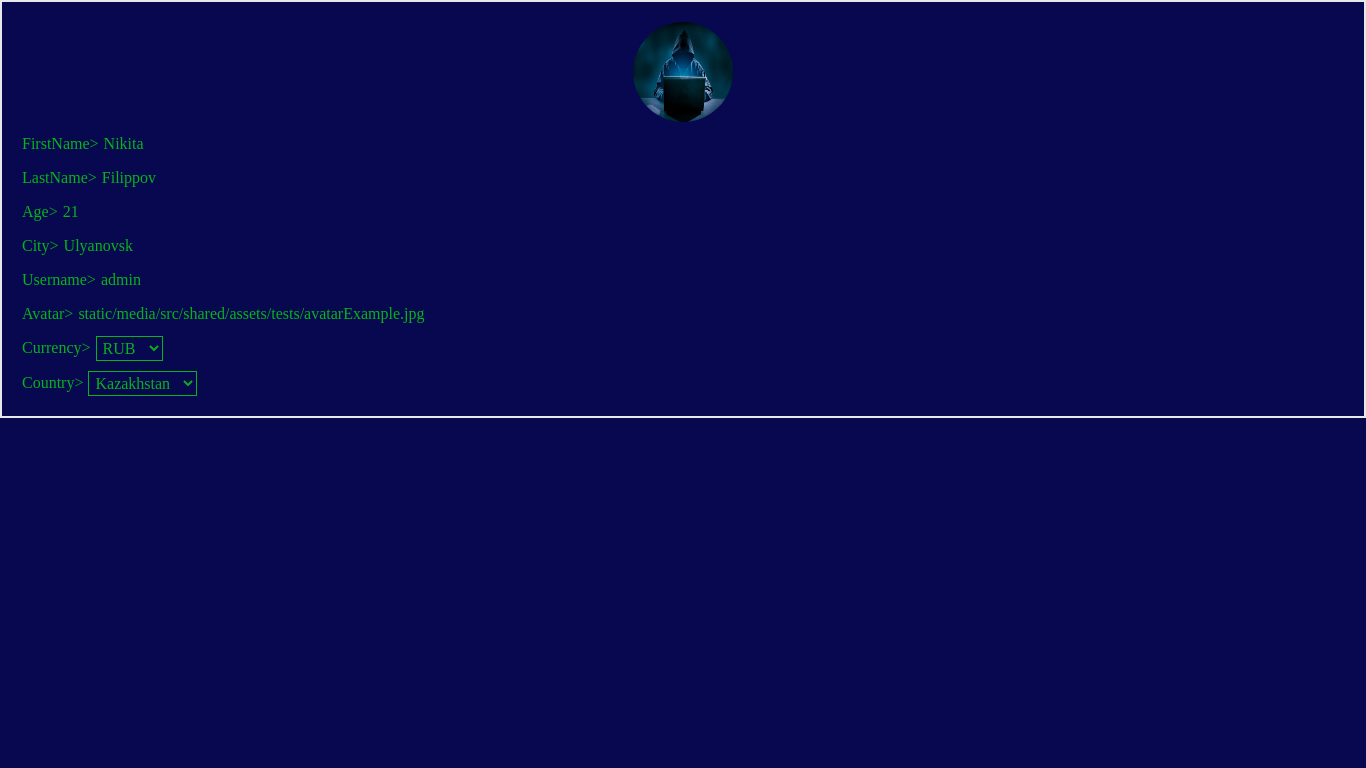 FirstName> Nikita
LastName> Filippov
Age> 21
City> Ulyanovsk
Username> admin
Avatar> static/media/src/shared/assets/tests/avatarExample.jpg
Currency> RUB
Country> Kazakhstan